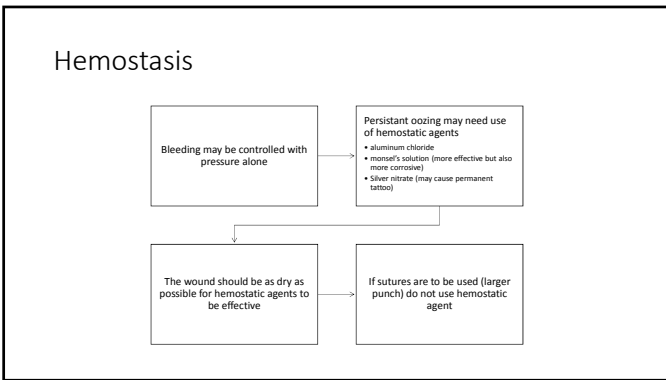 Hemostasis
Bleeding may be controlled with
pressure alone
Persistant oozing may need use
of hemostatic agents
• aluminum chloride
• monsel's solution (more effective but also
more corrosive)
• Silver nitrate (may cause permanent
tattoo)
The wound should be as dry as
possible for hemostatic agents to
be effective
If sutures are to be used (larger
punch) do not use hemostatic
agent